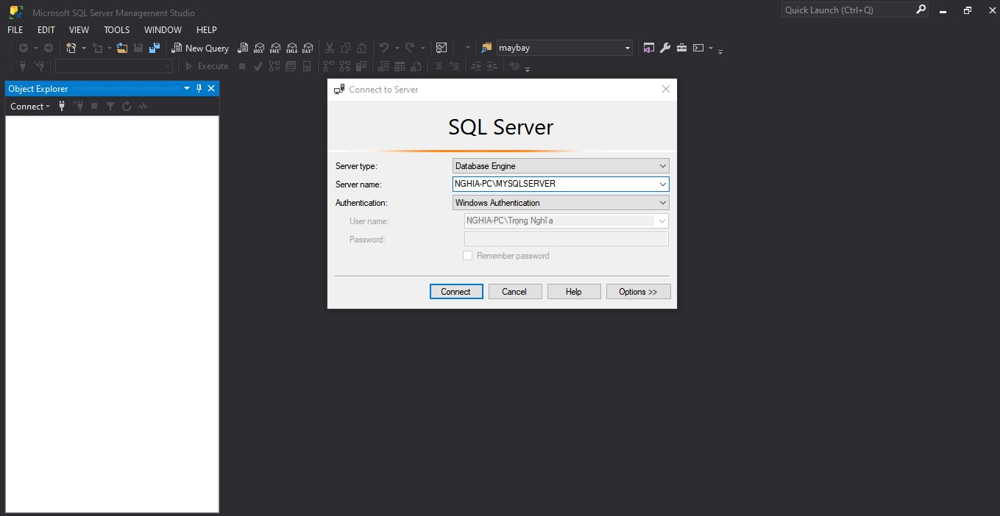 Microsoft SQL Server Management Studio
Quick Launch (Ctrl+Q)
FILE EDIT VIEW TOOLS WINDOW HELP
New Query MDX DMX XMLA DAX maybay
Execute
Object Explorer
Connect
Connect to Server
SQL Server
Server type: Database Engine
Server name: NGHIA-PC\MYSQLSERVER
Authentication: Windows Authentication
User name: NGHIA-PC\Trọng Nghĩa
Password:
Remember password
Connect Cancel Help Options >>